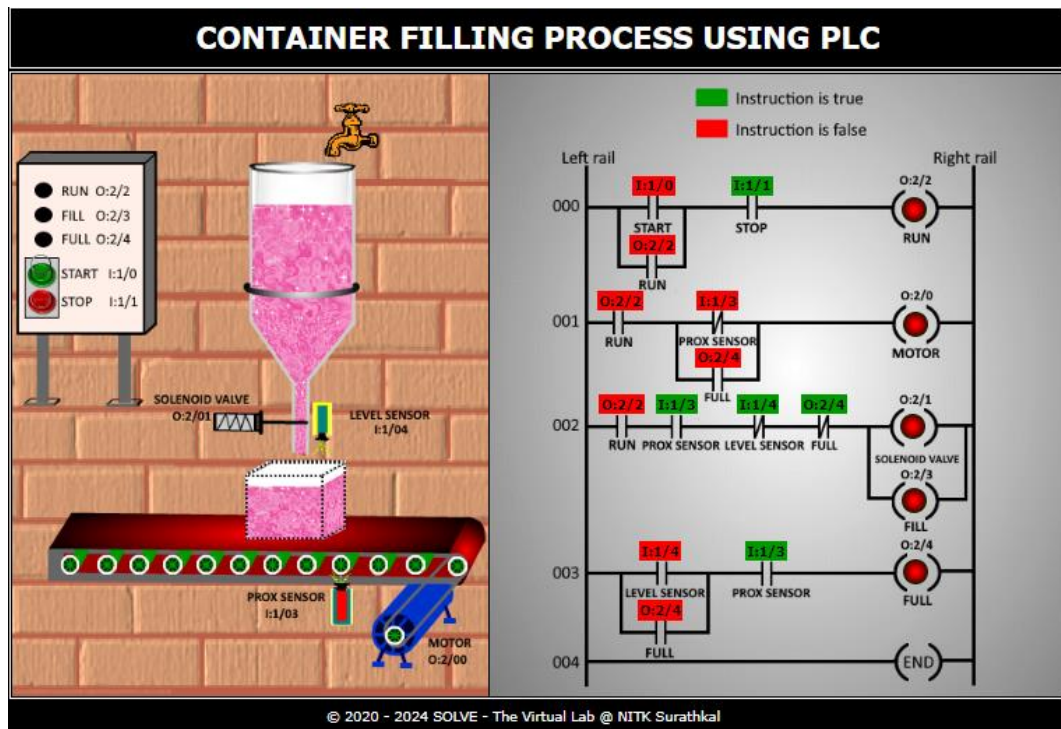 CONTAINER FILLING PROCESS USING PLC
RUN O:2/2
FILL O:2/3
FULL O:2/4
START I:1/0
STOP I:1/1
SOLENOID VALVE
O:2/01
LEVEL SENSOR
I:1/04
PROX SENSOR
I:1/03
MOTOR
O:2/00
Instruction is true
Instruction is false
Left rail
Right rail
I:1/0
I:1/1
O:2/2
000
START
STOP
RUN
O:2/2
RUN
O:2/2
I:1/3
O:2/0
001
RUN
PROX SENSOR
MOTOR
O:2/4
FULL
O:2/2
I:1/3
I:1/4
O:2/4
O:2/1
002
RUN
PROX SENSOR
LEVEL SENSOR
FULL
SOLENOID VALVE
O:2/3
FILL
I:1/4
I:1/3
O:2/4
003
LEVEL SENSOR
PROX SENSOR
FULL
O:2/4
FULL
004
END
© 2020 - 2024 SOLVE - The Virtual Lab @ NITK Surathkal